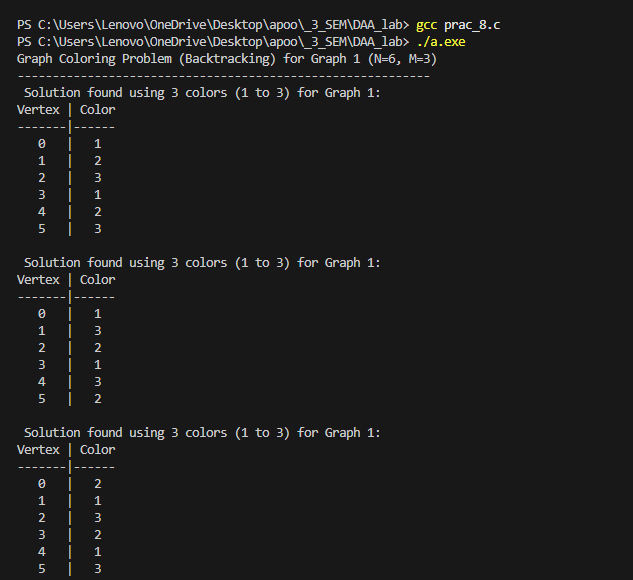 PS C:\Users\Lenovo\OneDrive\Desktop\apoo\_3_SEM\DAA_lab> gcc prac_8.c
PS C:\Users\Lenovo\OneDrive\Desktop\apoo\_3_SEM\DAA_lab> ./a.exe
Graph Coloring Problem (Backtracking) for Graph 1 (N=6, M=3)
-----------------------------------------------------------
 Solution found using 3 colors (1 to 3) for Graph 1:
Vertex | Color
-------|------
   0   |   1
   1   |   2
   2   |   3
   3   |   1
   4   |   2
   5   |   3

 Solution found using 3 colors (1 to 3) for Graph 1:
Vertex | Color
-------|------
   0   |   1
   1   |   3
   2   |   2
   3   |   1
   4   |   3
   5   |   2

 Solution found using 3 colors (1 to 3) for Graph 1:
Vertex | Color
-------|------
   0   |   2
   1   |   1
   2   |   3
   3   |   2
   4   |   1
   5   |   3